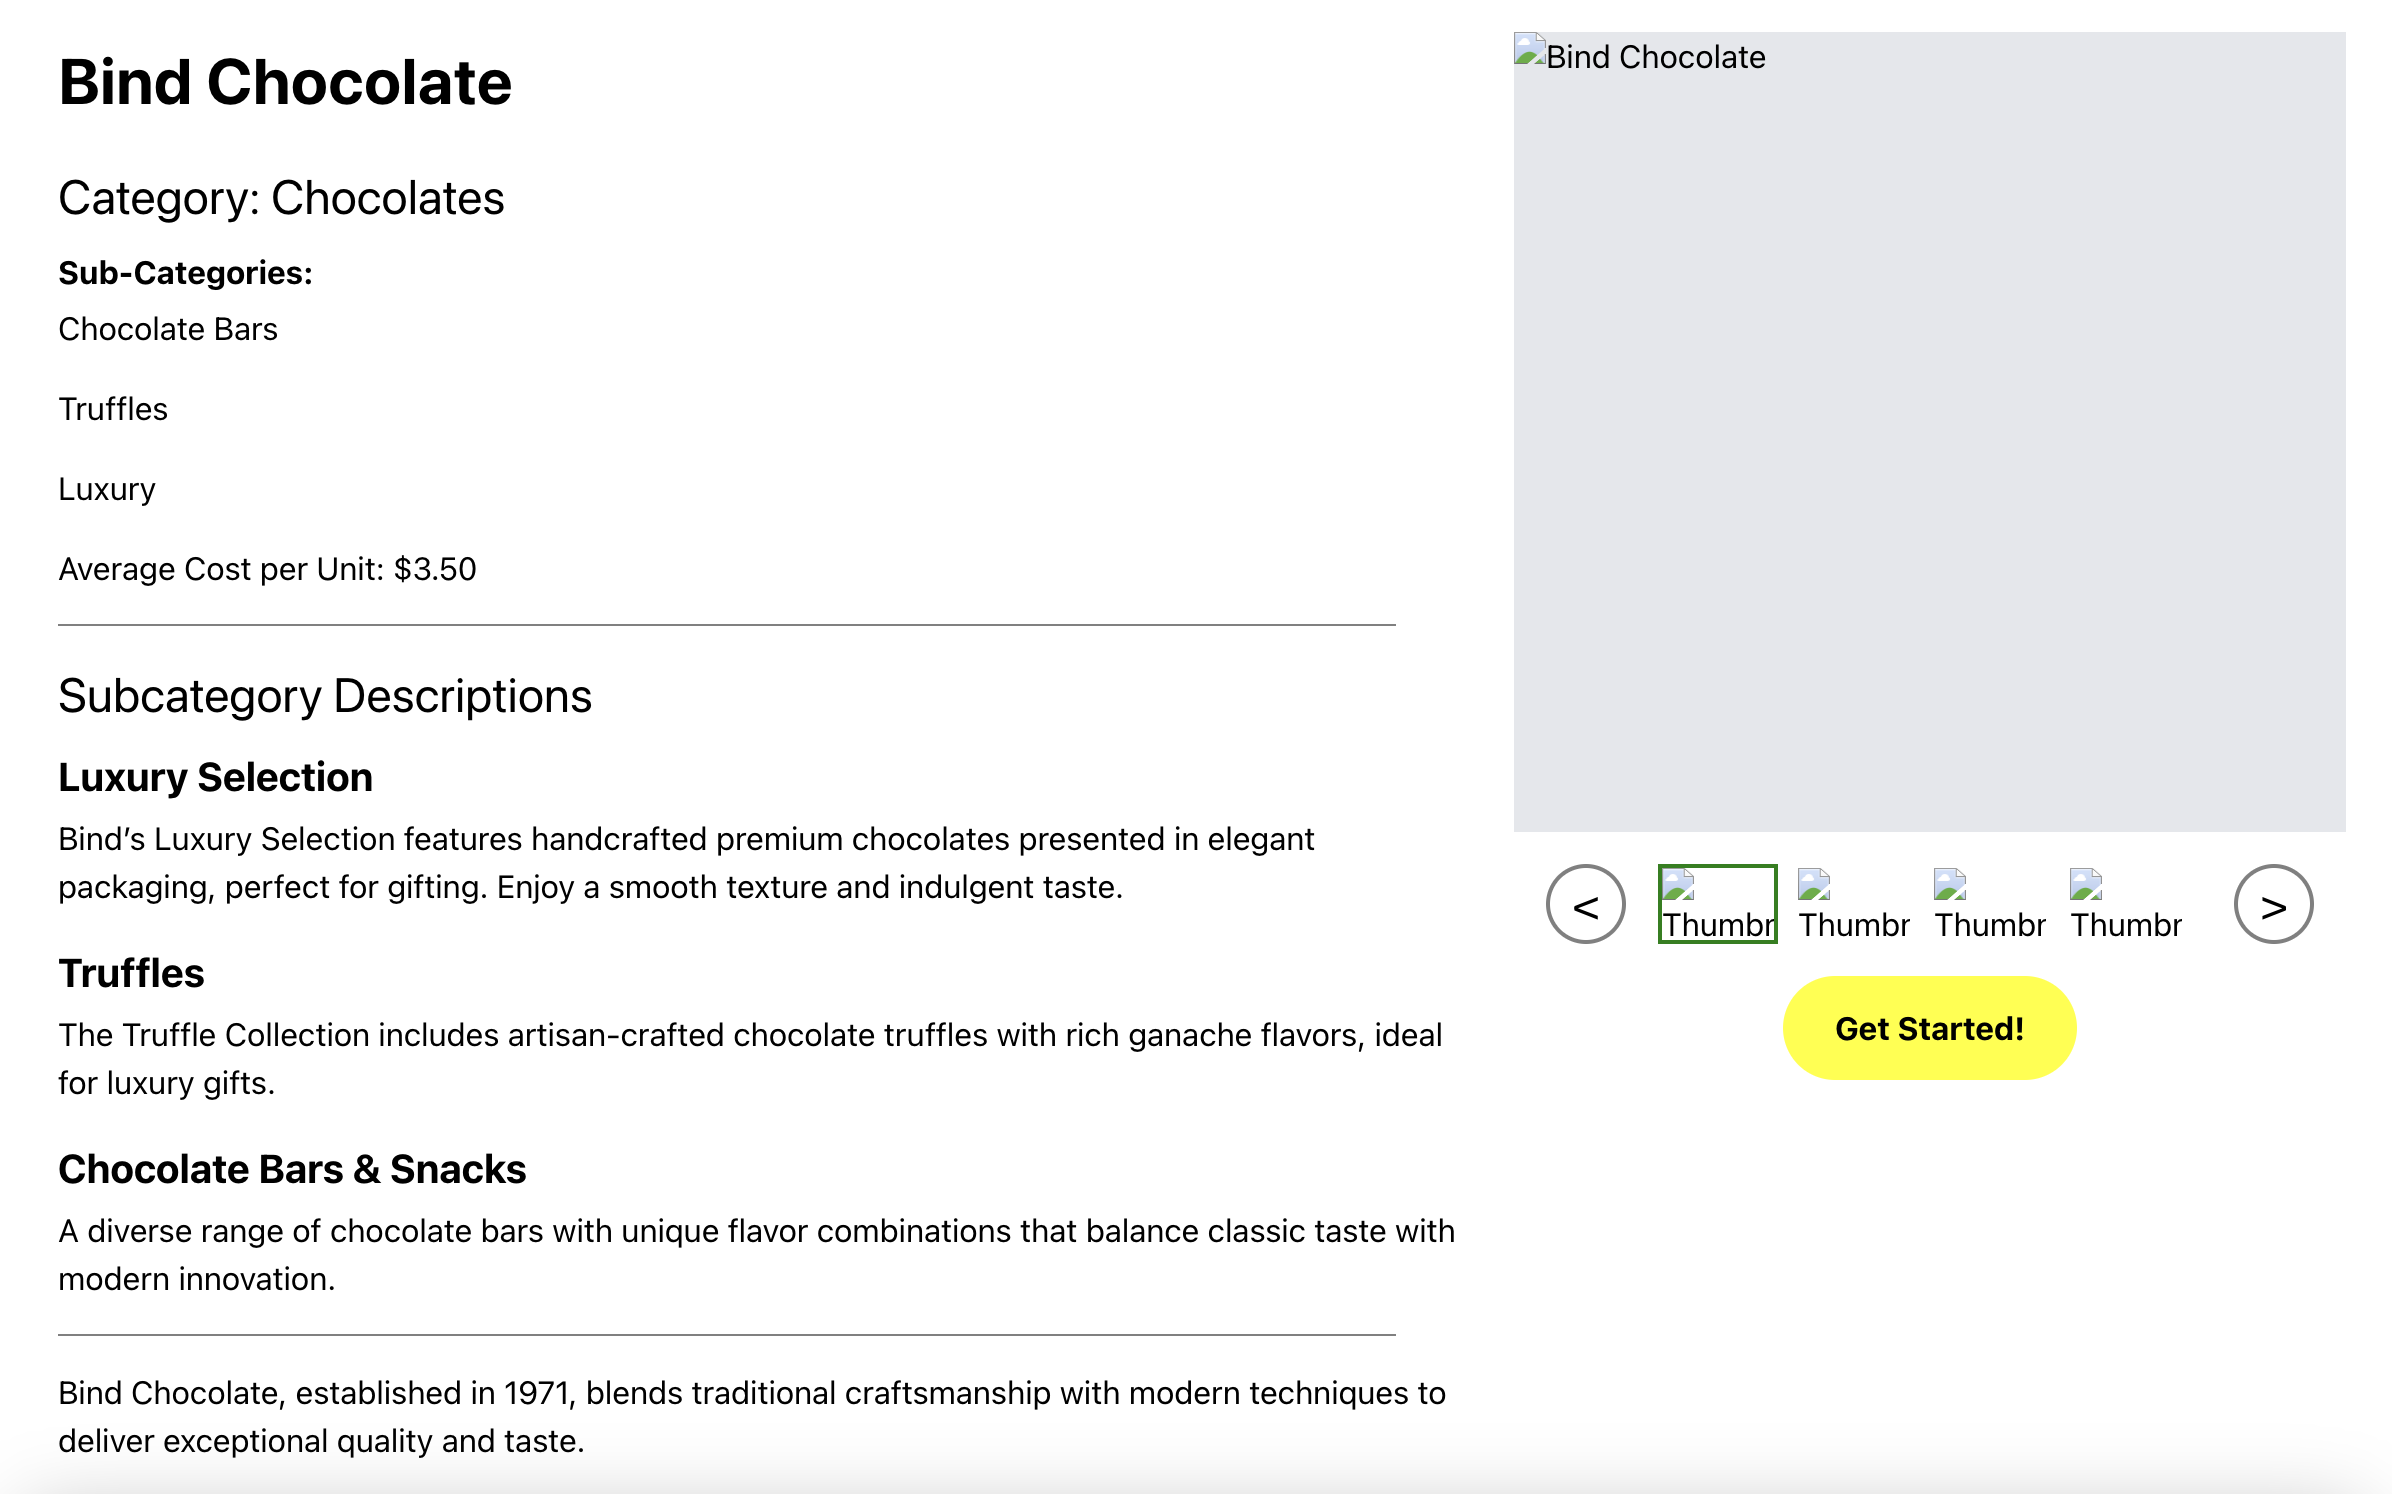 Bind Chocolate
Category: Chocolates
Sub-Categories:
Chocolate Bars
Truffles
Luxury
Average Cost per Unit: $3.50
Subcategory Descriptions
Luxury Selection
Bind’s Luxury Selection features handcrafted premium chocolates presented in elegant
packaging, perfect for gifting. Enjoy a smooth texture and indulgent taste.
Truffles
The Truffle Collection includes artisan-crafted chocolate truffles with rich ganache flavors, ideal
for luxury gifts.
Chocolate Bars & Snacks
A diverse range of chocolate bars with unique flavor combinations that balance classic taste with
modern innovation.
Bind Chocolate, established in 1971, blends traditional craftsmanship with modern techniques to
deliver exceptional quality and taste.
Bind Chocolate
< Thumbr Thumbr Thumbr Thumbr >
Get Started!